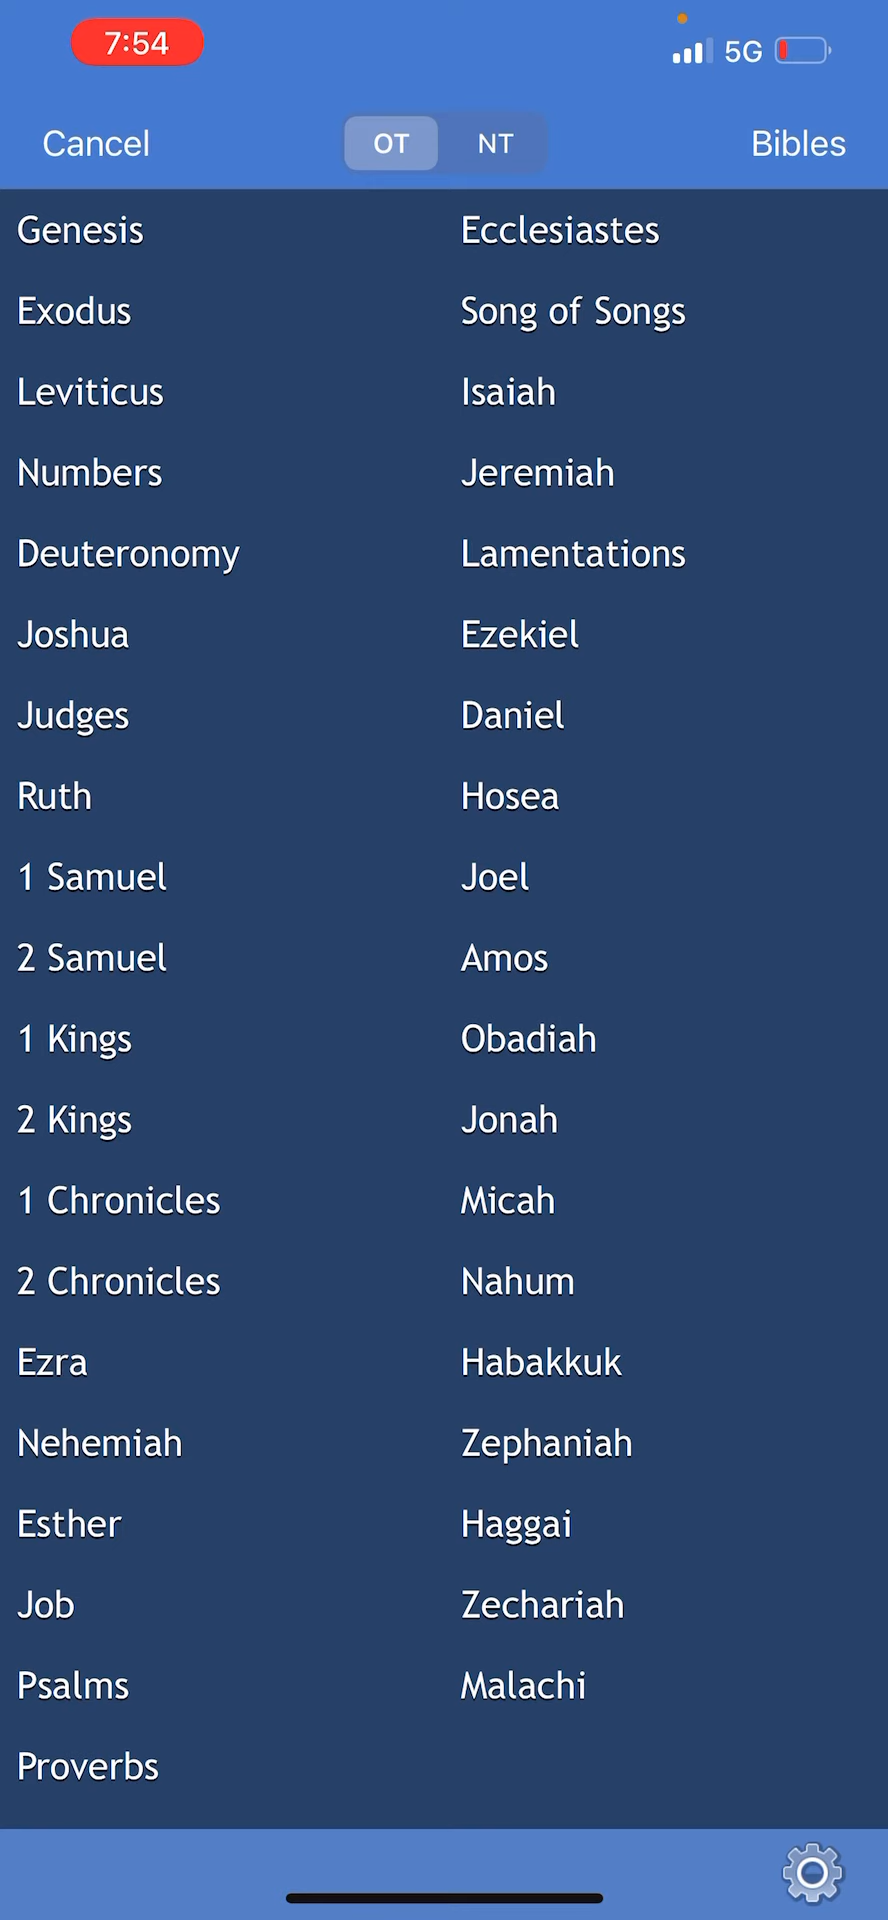 7:54
5G
Cancel
OT
NT
Bibles
Genesis
Exodus
Leviticus
Numbers
Deuteronomy
Joshua
Judges
Ruth
1 Samuel
2 Samuel
1 Kings
2 Kings
1 Chronicles
2 Chronicles
Ezra
Nehemiah
Esther
Job
Psalms
Proverbs
Ecclesiastes
Song of Songs
Isaiah
Jeremiah
Lamentations
Ezekiel
Daniel
Hosea
Joel
Amos
Obadiah
Jonah
Micah
Nahum
Habakkuk
Zephaniah
Haggai
Zechariah
Malachi